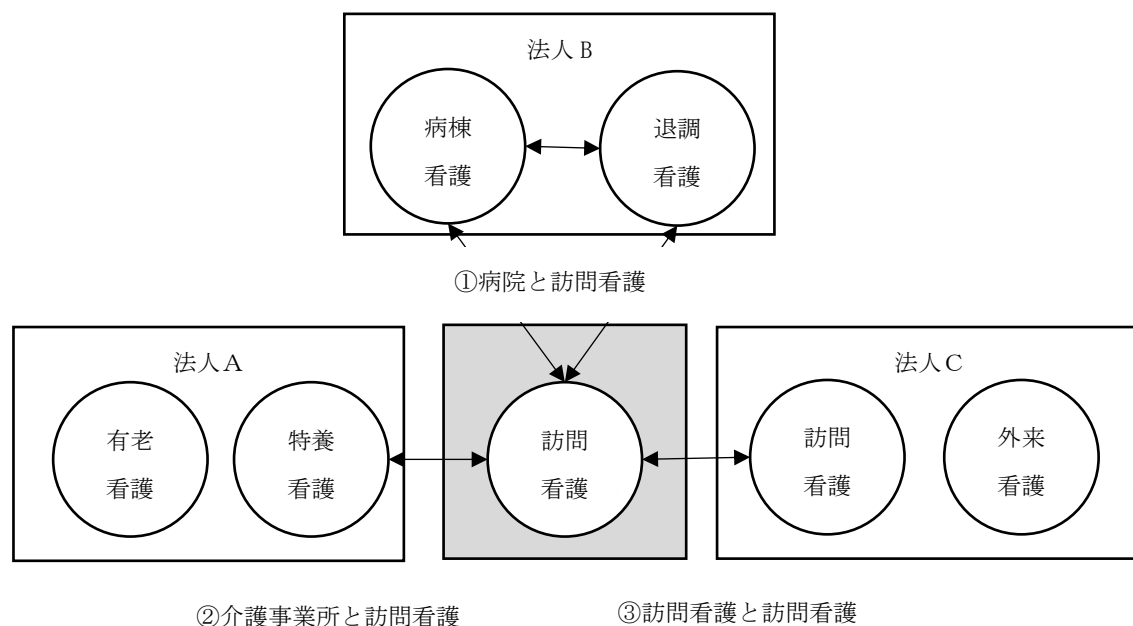 法人B
病棟
看護
退調
看護
①病院と訪問看護
法人A
有老
看護
特養
看護
訪問
看護
法人C
訪問
看護
外来
看護
②介護事業所と訪問看護
③訪問看護と訪問看護